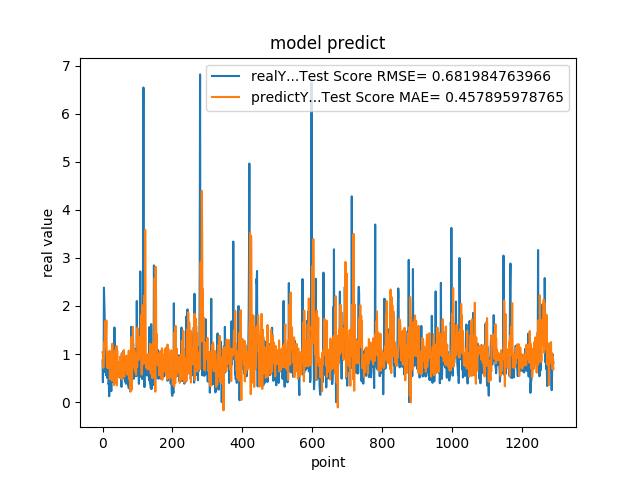 model predict
realY...Test Score RMSE= 0.681984763966
predictY...Test Score MAE= 0.457895978765
real value
7
6
5
4
3
2
1
0
0 200 400 600 800 1000 1200
point